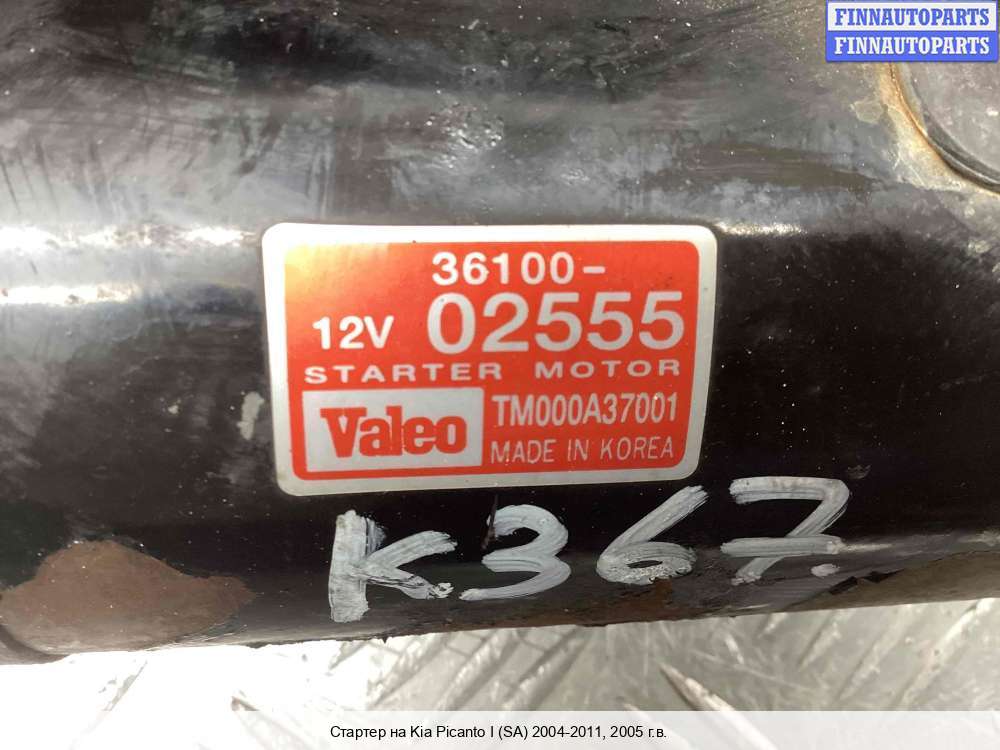 FINNAUTOPARTS
FINNAUTOPARTS
36100-
12V 02555
STARTER MOTOR
Valeo TM000A37001
MADE IN KOREA
K367.
Стартер на Kia Picanto I (SA) 2004-2011, 2005 г.в.